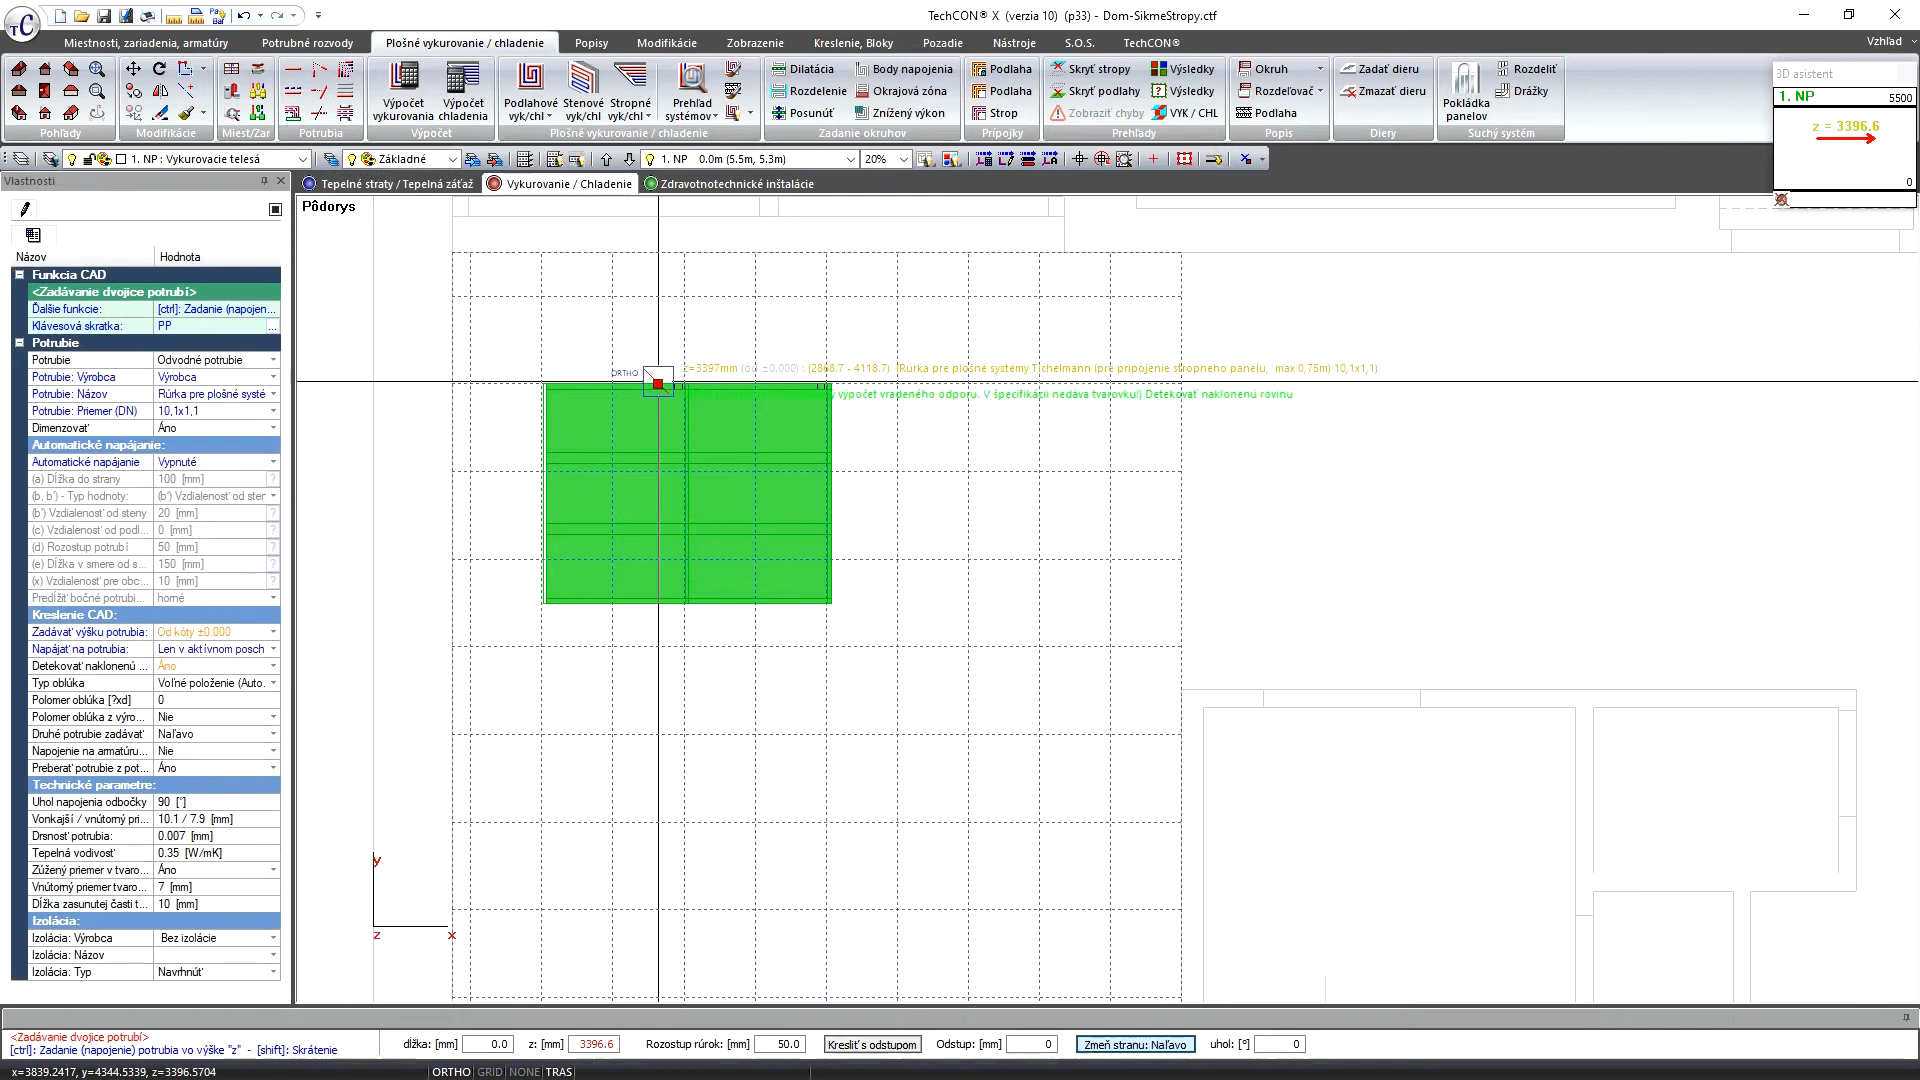 TechCON® X (verzia 10) (p33) - Dom-SikmeStropy.ctf
Miestnosti, zariadenia, armatúry
Potrubné rozvody
Plošné vykurovanie / chladenie
Popisy
Modifikácie
Zobrazenie
Kreslenie, Bloky
Pozadie
Nástroje
S.O.S.
TechCON®
Vzhľad
Výpočet vykurovania
Výpočet chladenia
Podlahové vyk/chl
Stenové vyk/chl
Stropné vyk/chl
Prehľad systémov
Dilatácia
Rozdelenie
Posunúť
Body napojenia
Okrajová zóna
Znížený výkon
Podlaha
Podlaha
Strop
Skryť stropy
Skryť podlahy
Zobraziť chyby
Výsledky
Výsledky
VYK / CHL
Okruh
Rozdeľovač
Podlaha
Zadať dieru
Zmazať dieru
Pokládka panelov
Rozdeliť
Drážky
Pohľady
Modifikácie
Miest/Zar
Potrubia
Výpočet
Plošné vykurovanie / chladenie
Zadanie okruhov
Prípojky
Prehľady
Popis
Diery
Suchý systém
3D asistent
1. NP
5500
z = 3396.6
0
1. NP : Vykurovacie telesá
Základné
1. NP 0.0m (5.5m, 5.3m)
20%
Vlastnosti
Tepelné straty / Tepelná záťaž
Vykurovanie / Chladenie
Zdravotnotechnické inštalácie
Pôdorys
Názov Hodnota
Funkcia CAD
<Zadávanie dvojice potrubí>
Ďalšie funkcie: [ctrl]: Zadanie (napojen...
Klávesová skratka: PP ...
Potrubie
Potrubie Odvodné potrubie
Potrubie: Výrobca Výrobca
Potrubie: Názov Rúrka pre plošné systé
Potrubie: Priemer (DN) 10,1x1,1
Dimenzovať Áno
Automatické napájanie:
Automatické napájanie Vypnuté
(a) Dĺžka do strany 100 [mm] ?
(b, b') - Typ hodnoty: (b') Vzdialenosť od sten
(b') Vzdialenosť od steny 20 [mm] ?
(c) Vzdialenosť od podl... 0 [mm] ?
(d) Rozostup potrubí 50 [mm] ?
(e) Dĺžka v smere od s... 150 [mm] ?
(x) Vzdialenosť pre obc... 10 [mm] ?
Predĺžiť bočné potrubi... horné
Kreslenie CAD:
Zadávať výšku potrubia: Od kóty ±0.000
Napájať na potrubia: Len v aktívnom posch
Detekovať naklonenú ... Áno
Typ oblúka Voľné položenie (Auto.
Polomer oblúka [?xd] 0
Polomer oblúka z výro... Nie
Druhé potrubie zadávať Naľavo
Napojenie na armatúru... Nie
Preberať potrubie z pot... Áno
Technické parametre:
Uhol napojenia odbočky 90 [°]
Vonkajší / vnútorný pri... 10.1 / 7.9 [mm]
Drsnosť potrubia: 0.007 [mm]
Tepelná vodivosť 0.35 [W/mK]
Zúžený priemer v tvaro... Áno
Vnútorný priemer tvaro... 7 [mm]
Dĺžka zasunutej časti t... 10 [mm]
Izolácia:
Izolácia: Výrobca Bez izolácie
Izolácia: Názov
Izolácia: Typ Navrhnúť
ORTHO
z=3397mm (od ±0.000) : (2868.7 - 4118.7) (Rúrka pre plošné systémy Tichelmann (pre pripojenie stropného panelu, max 0,75m) 10,1x1,1)
výpočet vradeného odporu. V špecifikácii nedáva tvarovku!) Detekovať naklonenú rovinu
y
z
x
<Zadávanie dvojice potrubí>
[ctrl]: Zadanie (napojenie) potrubia vo výške "z" - [shift]: Skrátenie
dĺžka: [mm] 0.0
z: [mm] 3396.6
Rozostup rúrok: [mm] 50.0
Kresliť s odstupom
Odstup: [mm] 0
Zmeň stranu: Naľavo
uhol: [°] 0
x=3839.2417, y=4344.5339, z=3396.5704
ORTHO GRID NONE TRAS